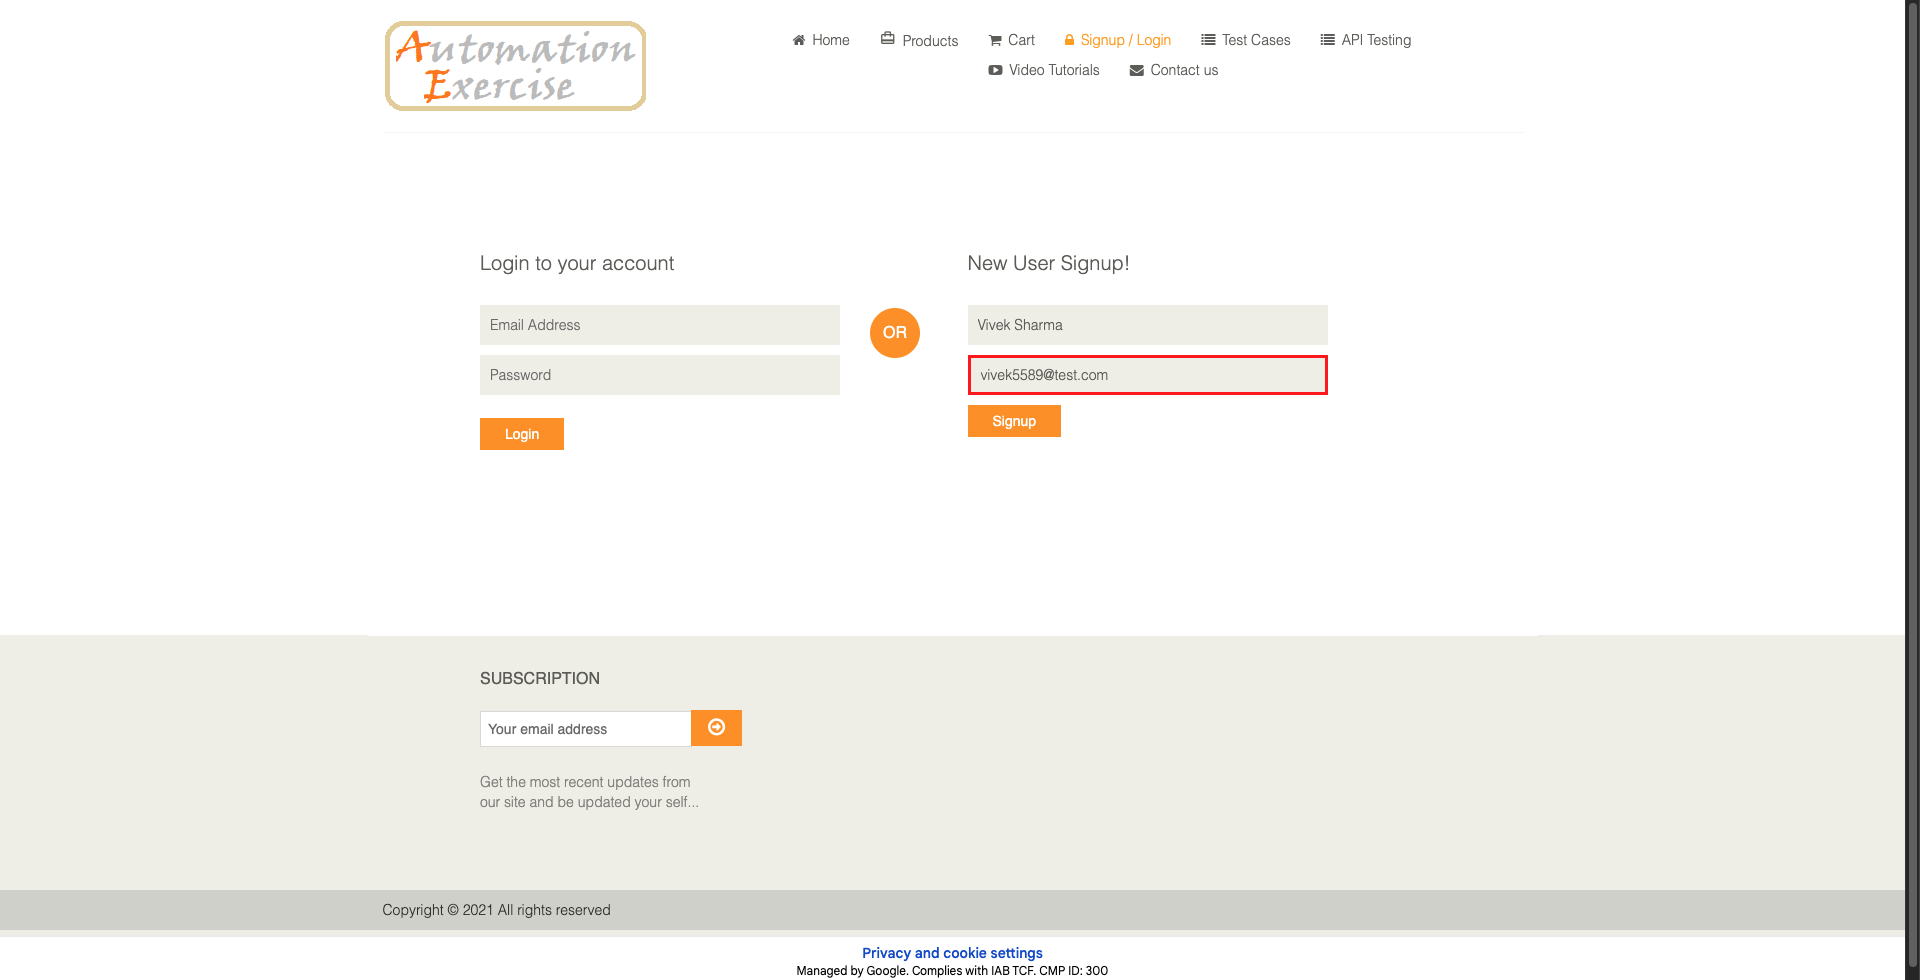 Automation
Exercise
Home
Products
Cart
Signup / Login
Test Cases
API Testing
Video Tutorials
Contact us
Login to your account
Email Address
Password
Login
OR
New User Signup!
Vivek Sharma
vivek5589@test.com
Signup
SUBSCRIPTION
Your email address
Get the most recent updates from
our site and be updated your self...
Copyright © 2021 All rights reserved
Privacy and cookie settings
Managed by Google. Complies with IAB TCF. CMP ID: 300